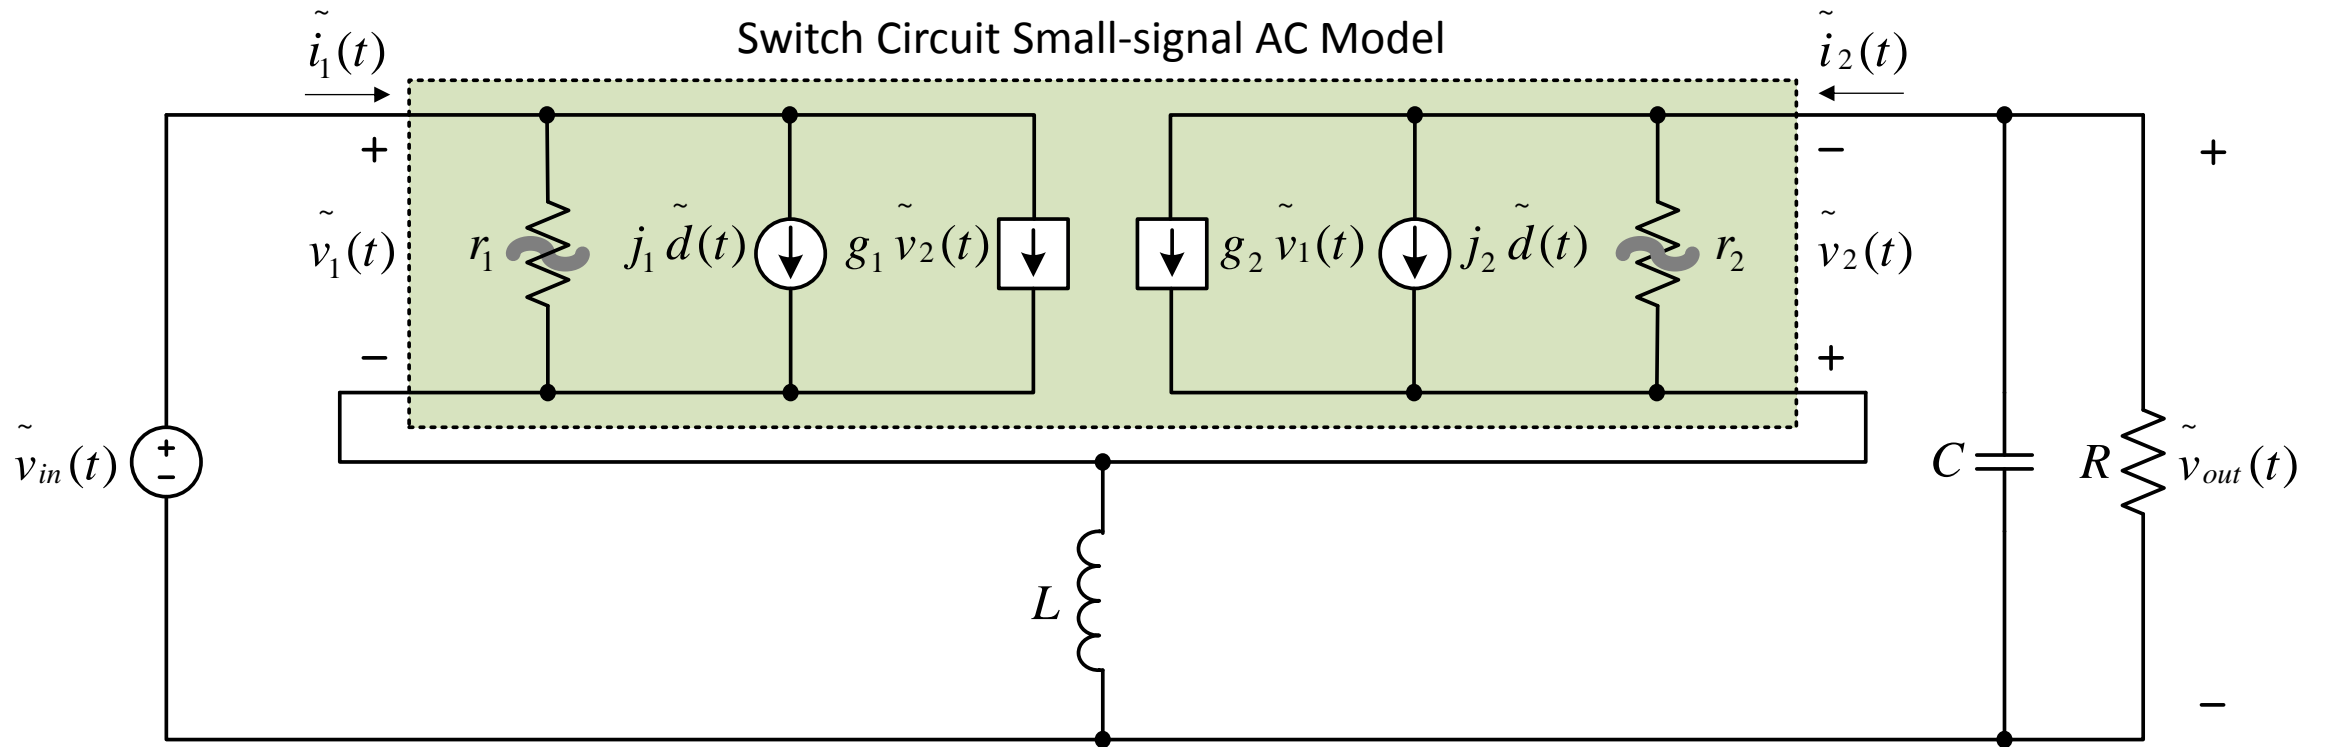 Switch Circuit Small-signal AC Model
ĩ₁(t)
ĩ₂(t)
+
−
+
ṽ₁(t)
r₁
j₁ d̃(t)
g₁ ṽ₂(t)
g₂ ṽ₁(t)
j₂ d̃(t)
r₂
ṽ₂(t)
−
+
ṽin(t)
+
−
C
R
ṽout(t)
L
−